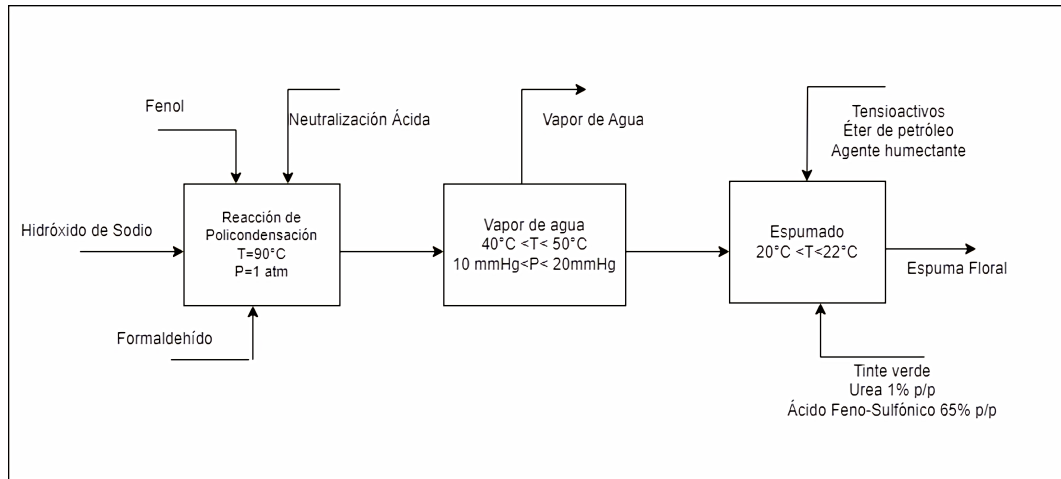 Fenol
Neutralización Ácida
Hidróxido de Sodio
Formaldehído
Reacción de
Policondensación
T=90°C
P=1 atm
Vapor de Agua
Vapor de agua
40°C <T< 50°C
10 mmHg<P< 20mmHg
Tensioactivos
Éter de petróleo
Agente humectante
Espumado
20°C <T<22°C
Espuma Floral
Tinte verde
Urea 1% p/p
Ácido Feno-Sulfónico 65% p/p